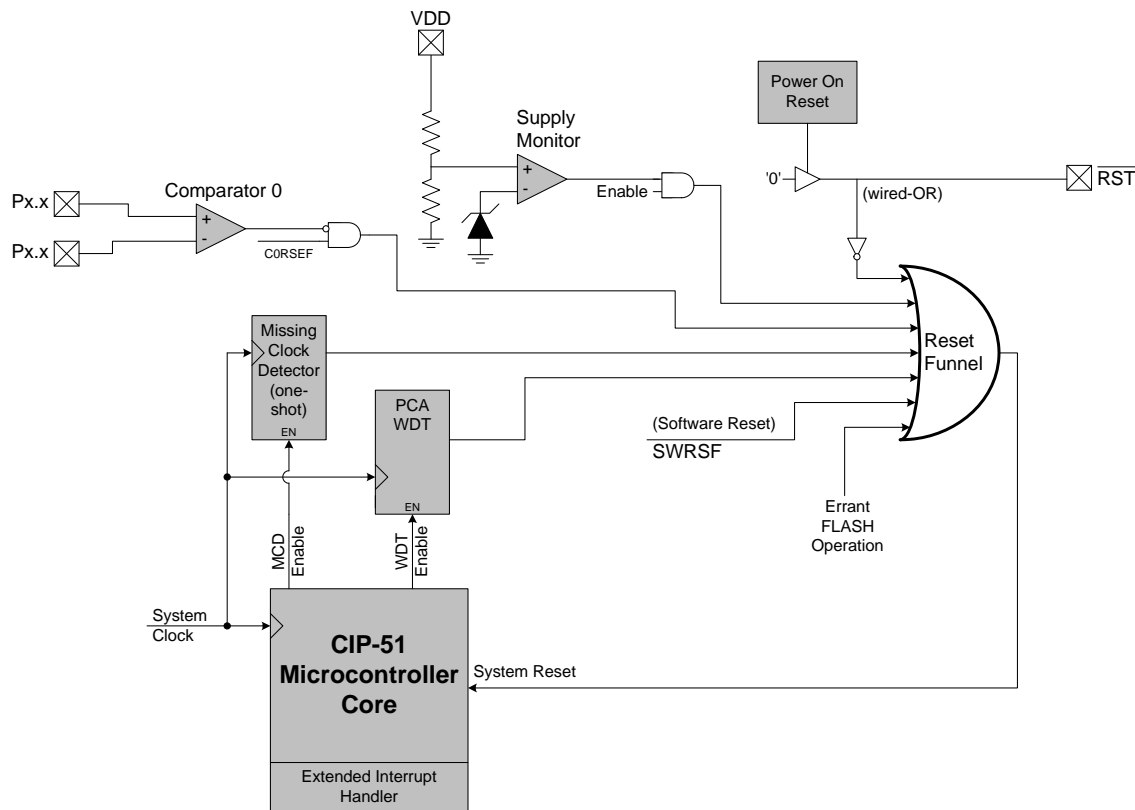 VDD
Power On
Reset
Supply
Monitor
+
-
Enable
'0'
(wired-OR)
RST
Px.x
Px.x
Comparator 0
+
-
C0RSEF
Missing
Clock
Detector
(one-
shot)
EN
PCA
WDT
EN
Reset
Funnel
(Software Reset)
SWRSF
Errant
FLASH
Operation
MCD
Enable
WDT
Enable
System
Clock
CIP-51
Microcontroller
Core
System Reset
Extended Interrupt
Handler